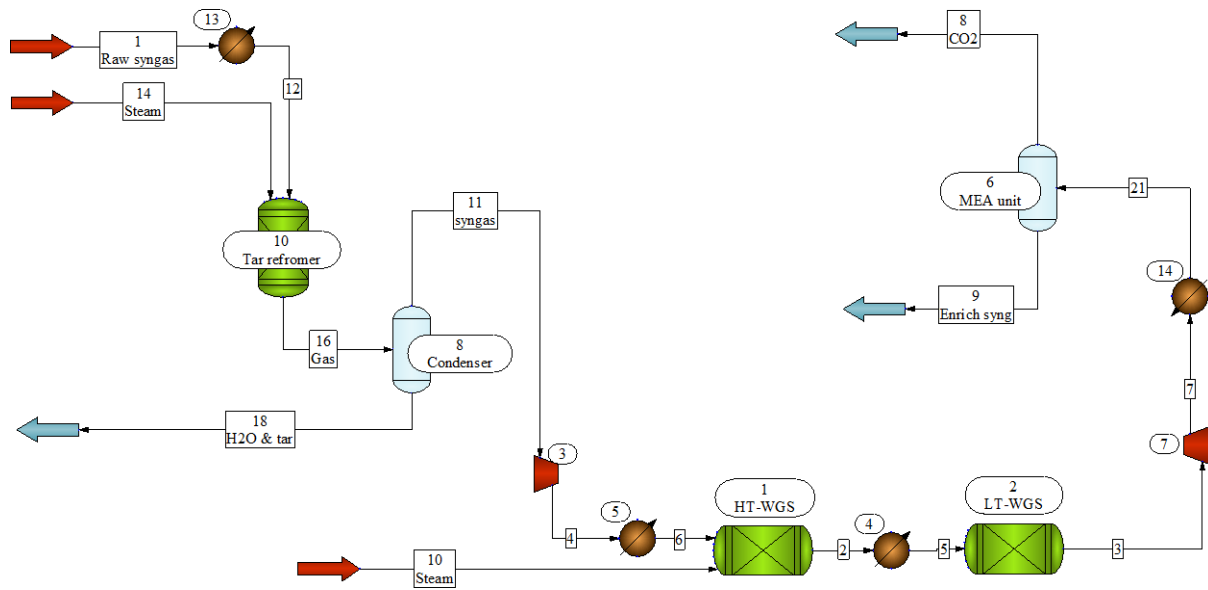 13
1
Raw syngas
8
CO2
12
14
Steam
6
MEA unit
21
11
syngas
10
Tar refromer
14
9
Enrich syng
16
Gas
8
Condenser
7
18
H2O & tar
3
7
1
HT-WGS
2
LT-WGS
5
4
4
6
2
5
3
10
Steam